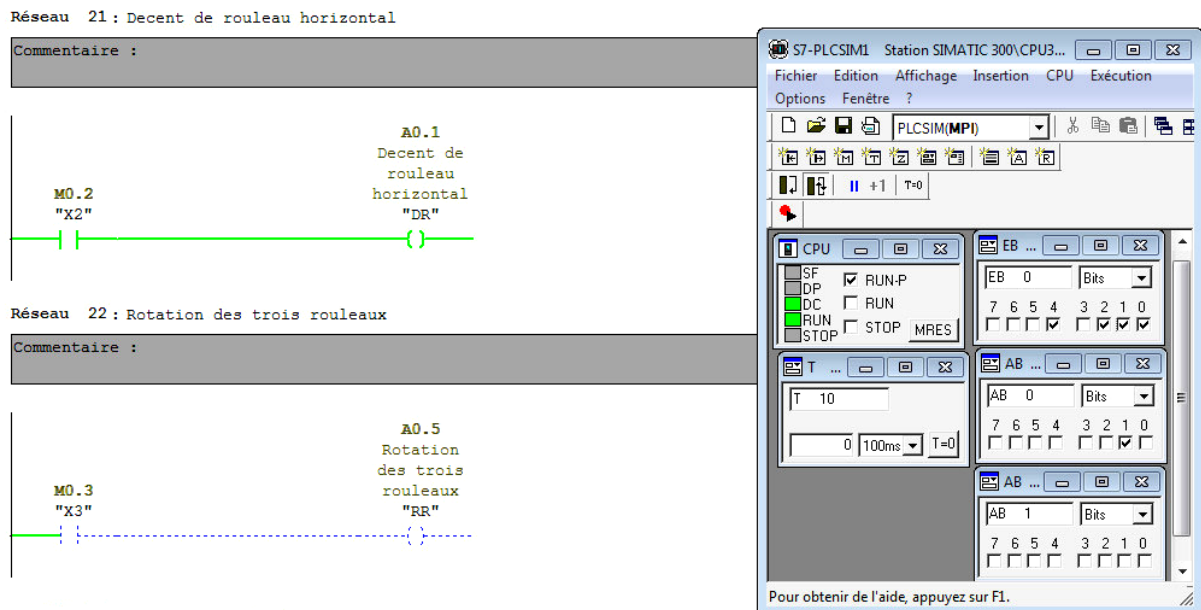 Réseau 21 : Decent de rouleau horizontal
Commentaire :
A0.1
Decent de
rouleau
horizontal
M0.2
"X2"
"DR"
Réseau 22 : Rotation des trois rouleaux
Commentaire :
A0.5
Rotation
des trois
rouleaux
M0.3
"X3"
"RR"
S7-PLCSIM1 Station SIMATIC 300\CPU3...
Fichier Edition Affichage Insertion CPU Exécution
Options Fenêtre ?
PLCSIM(MPI)
+1 T=0
CPU
SF
DP
DC
RUN
STOP
RUN-P
RUN
STOP
MRES
EB ...
EB 0 Bits
7 6 5 4 3 2 1 0
T ...
T 10
0 100ms T=0
AB ...
AB 0 Bits
7 6 5 4 3 2 1 0
AB ...
AB 1 Bits
7 6 5 4 3 2 1 0
Pour obtenir de l'aide, appuyez sur F1.